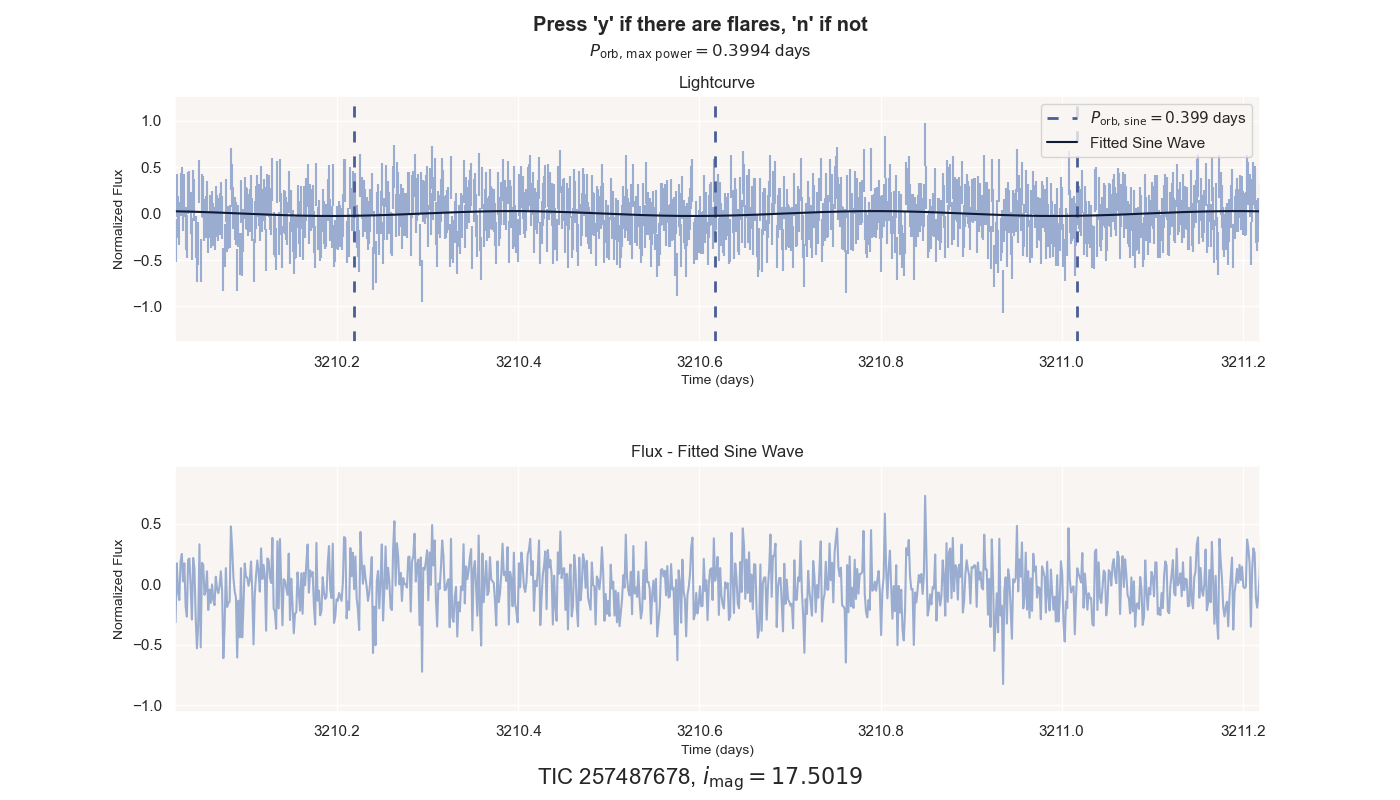 Press 'y' if there are flares, 'n' if not
P_orb, max power = 0.3994 days
Lightcurve
P_orb, sine = 0.399 days
Fitted Sine Wave
Normalized Flux
1.0
0.5
0.0
−0.5
−1.0
3210.2 3210.4 3210.6 3210.8 3211.0 3211.2
Time (days)
Flux - Fitted Sine Wave
Normalized Flux
0.5
0.0
−0.5
−1.0
3210.2 3210.4 3210.6 3210.8 3211.0 3211.2
Time (days)
TIC 257487678, i_mag = 17.5019